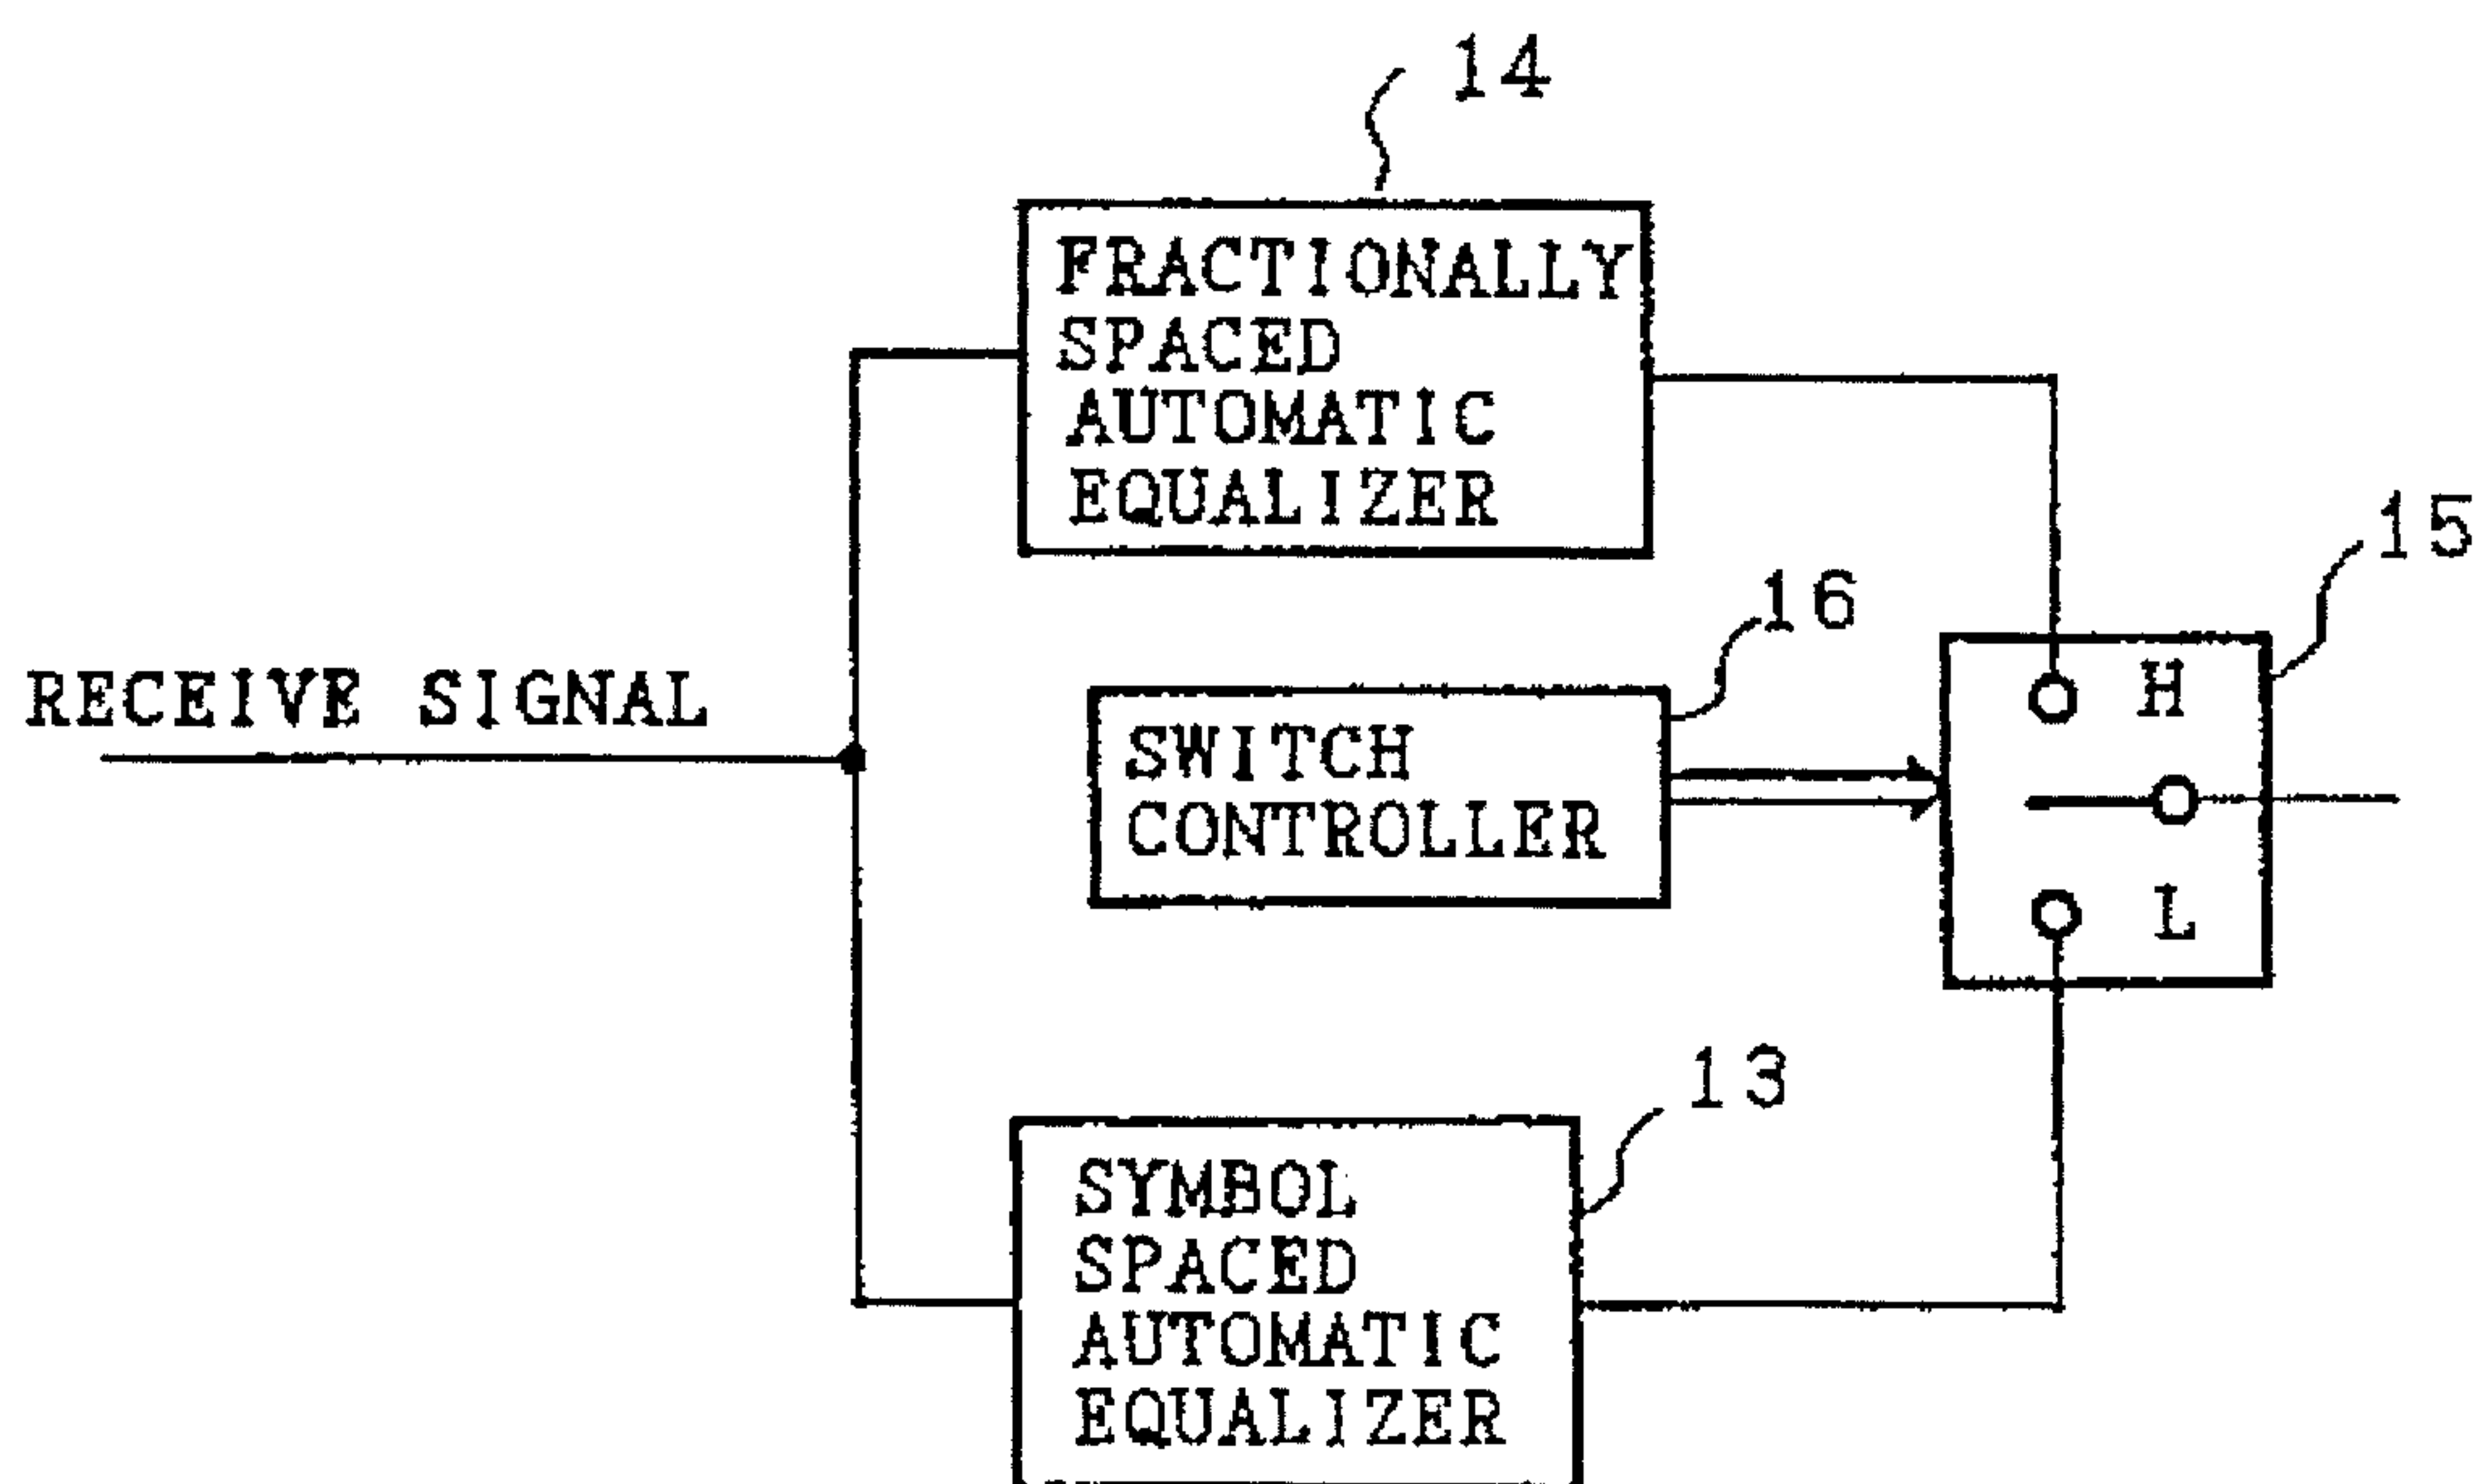 14
FRACTIONALLY
SPACED
AUTOMATIC
EQUALIZER
15
16
RECEIVE SIGNAL
H
SWITCH
CONTROLLER
L
13
SYMBOL
SPACED
AUTOMATIC
EQUALIZER